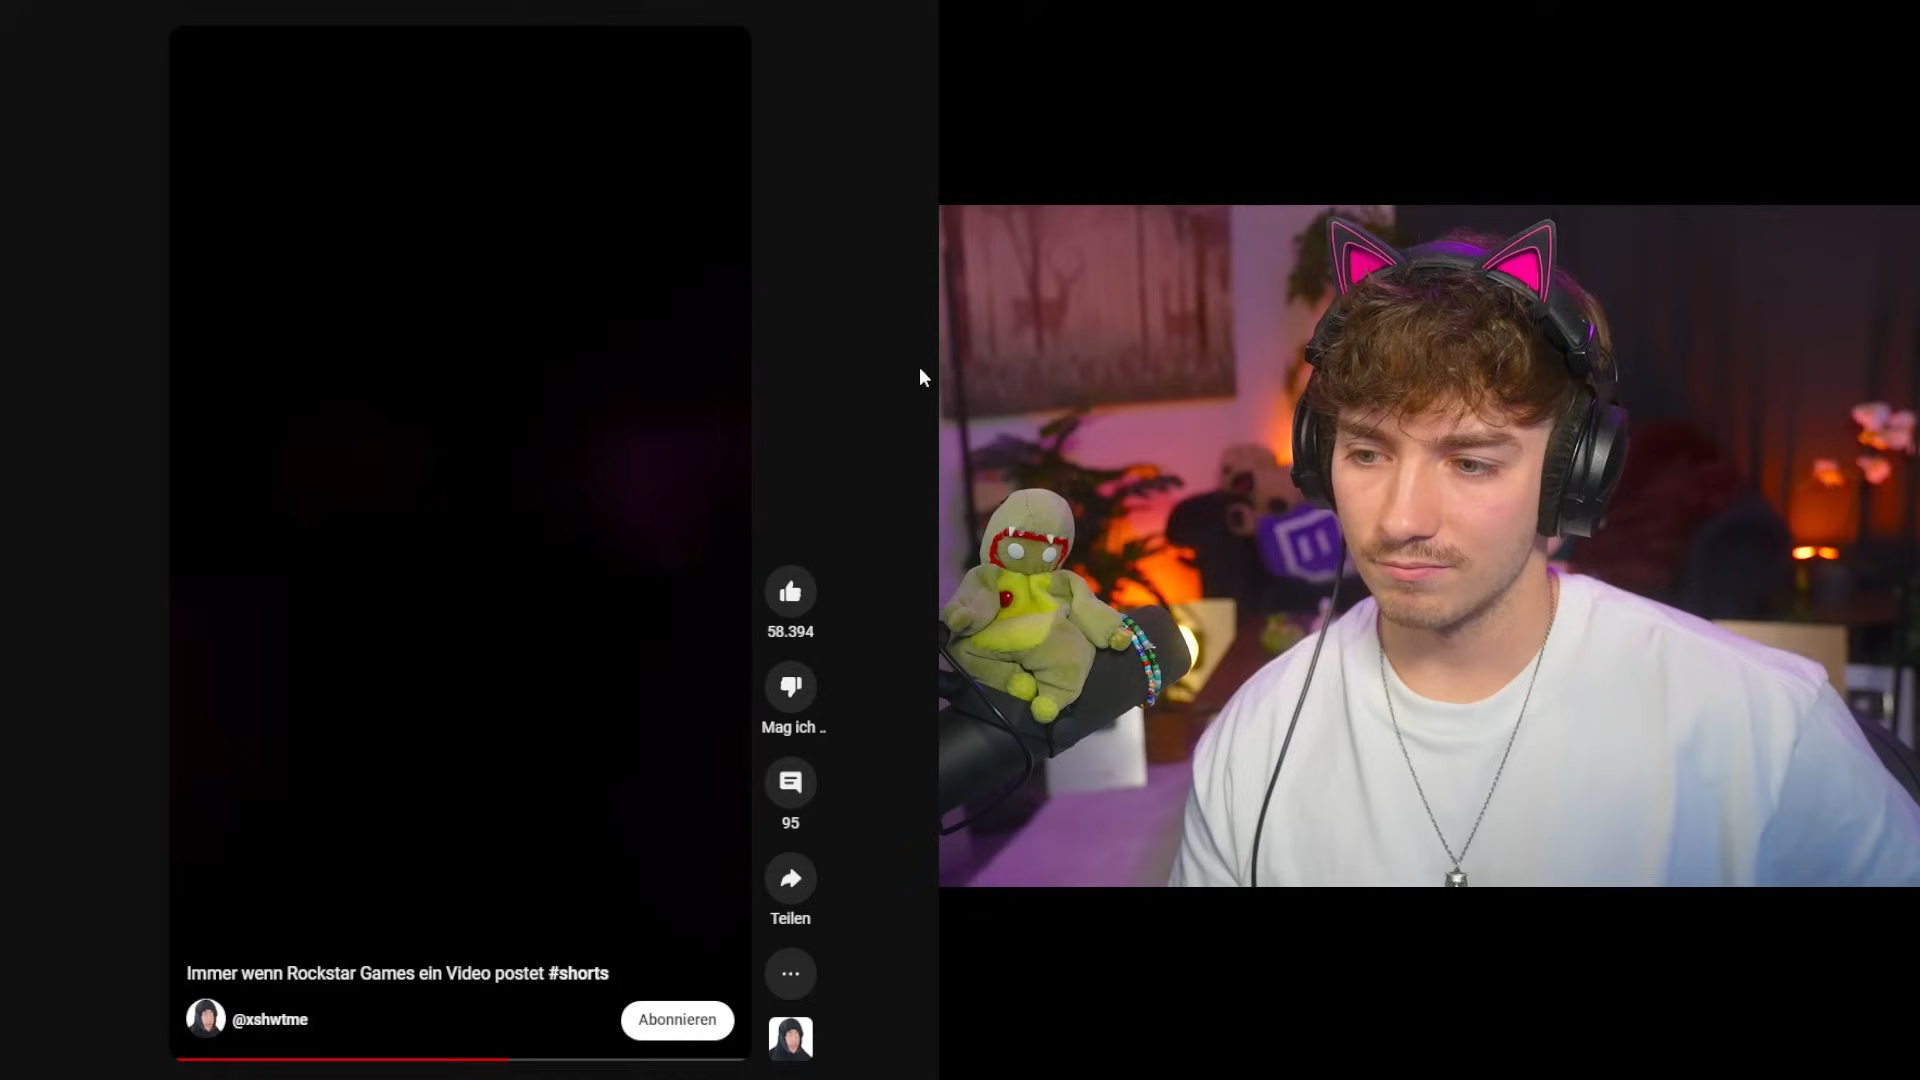 58.394
Mag ich ..
95
Teilen
Immer wenn Rockstar Games ein Video postet #shorts
@xshwtme
Abonnieren